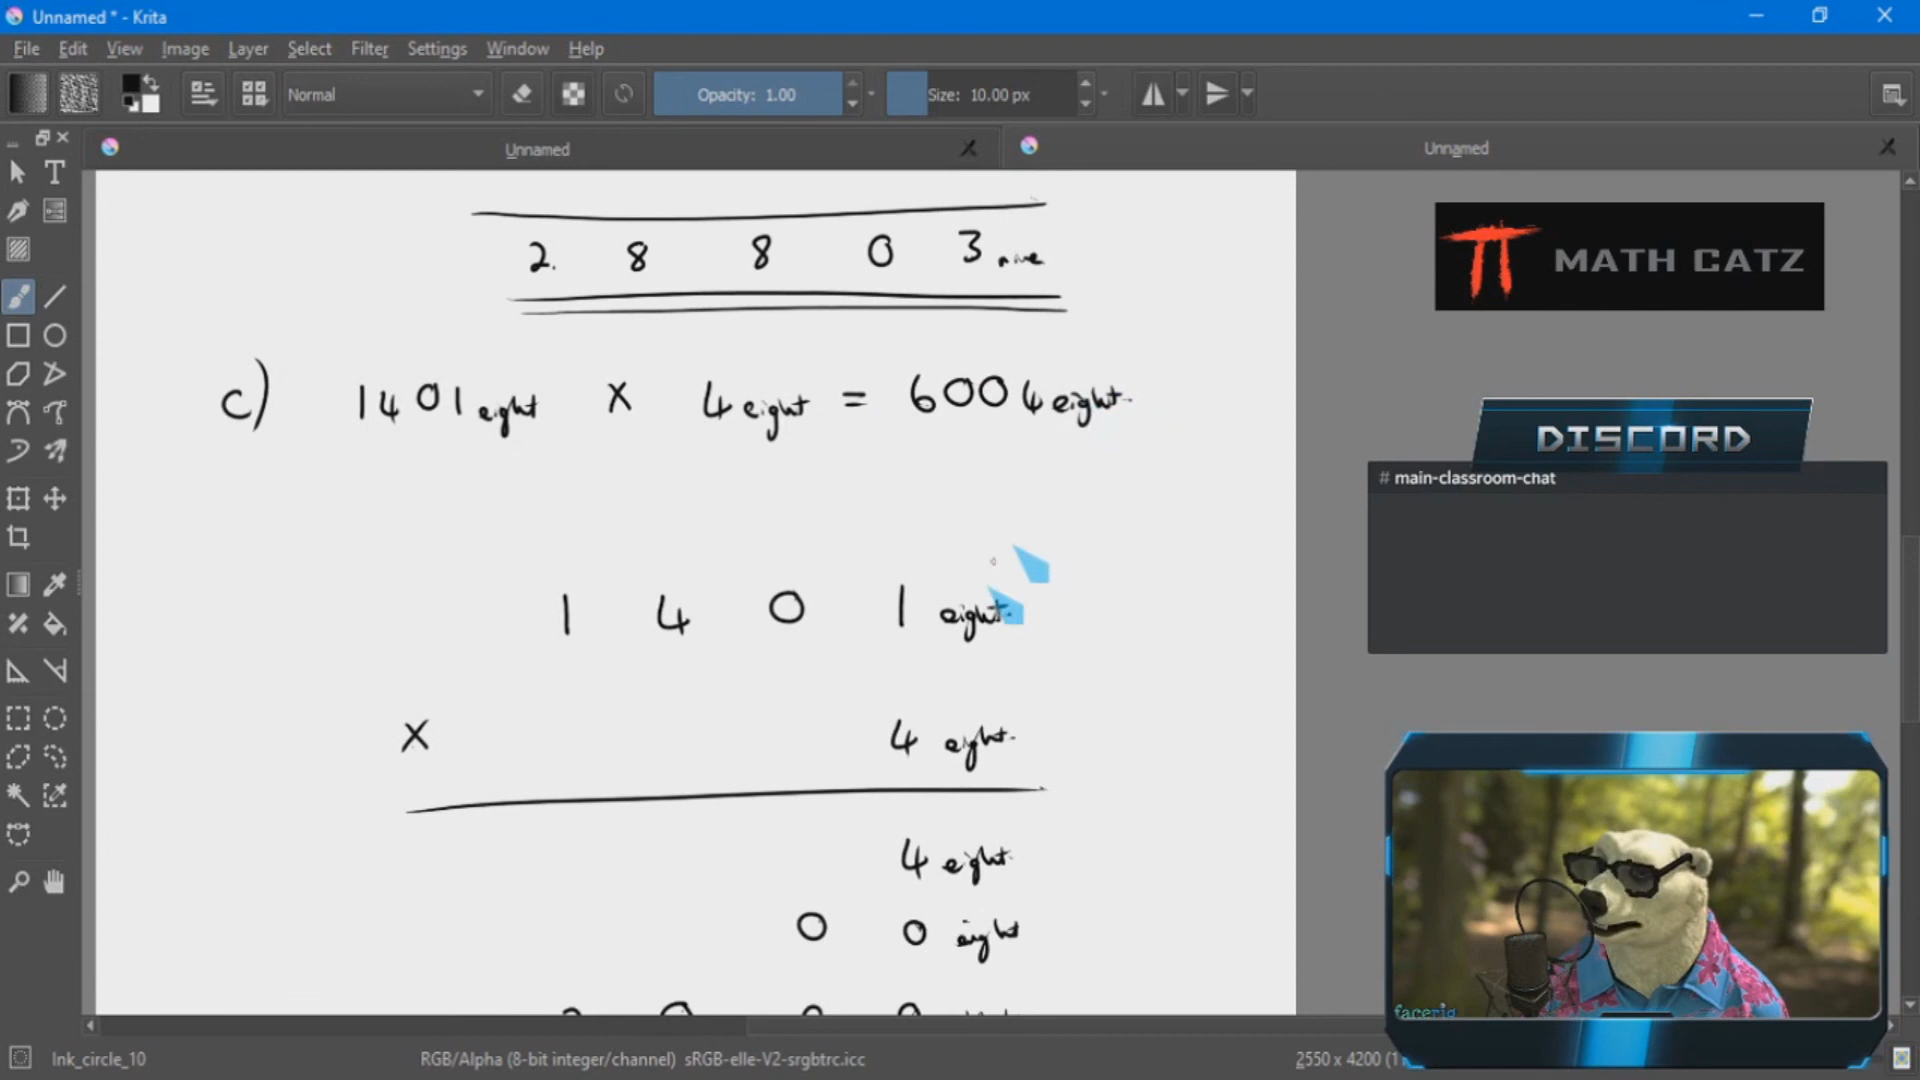 Unnamed * - Krita
File Edit View Image Layer Select Filter Settings Window Help
Normal Opacity: 1.00 Size: 10.00 px
Unnamed Unnamed
2 8 8 0 3 nine
c) 1401 eight x 4 eight = 6004 eight
1 4 0 1 eight
x 4 eight
4 eight
0 0 eight
MATH CATZ
DISCORD
# main-classroom-chat
facerig
Ink_circle_10 RGB/Alpha (8-bit integer/channel) sRGB-elle-V2-srgbtrc.icc 2550 x 4200 (1